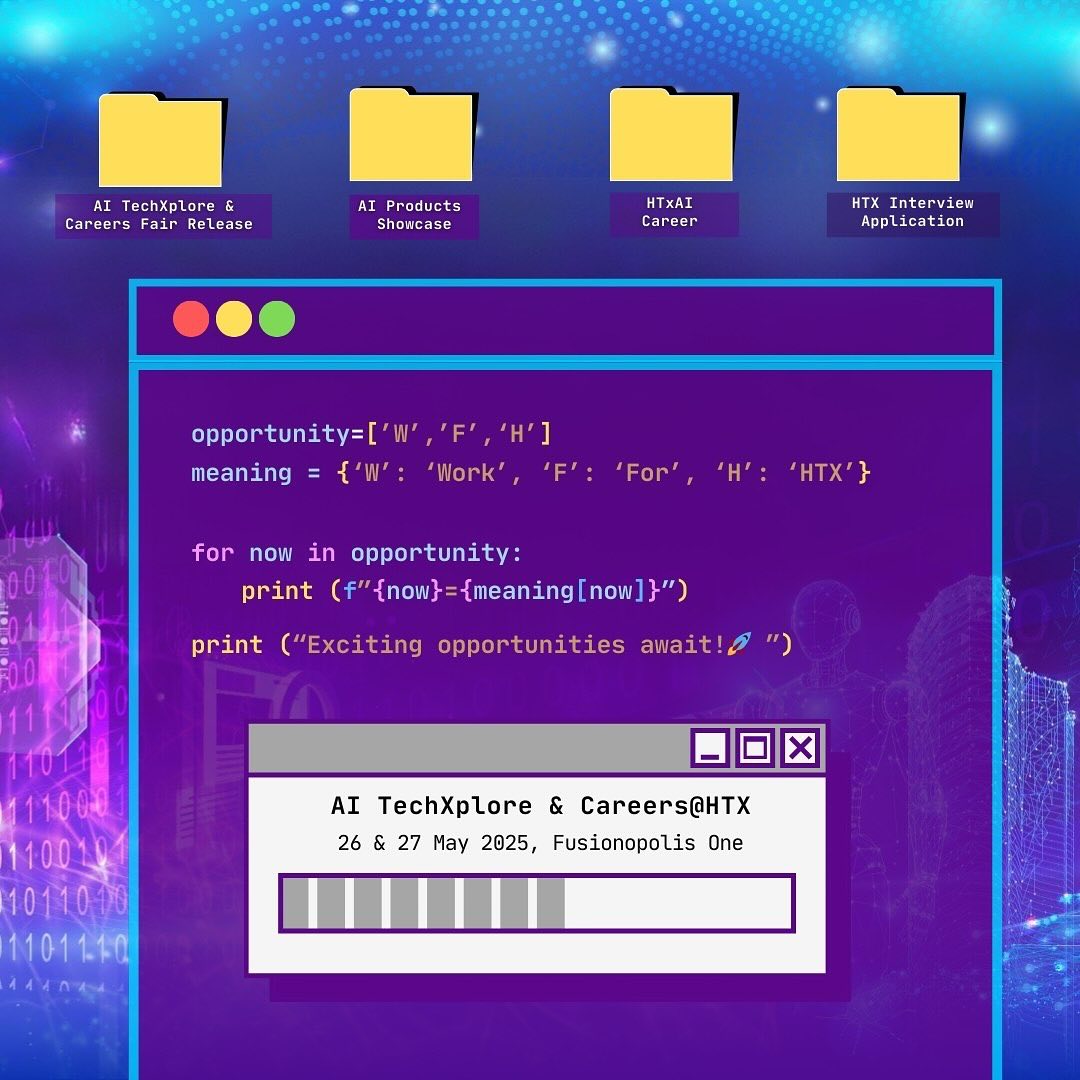 AI TechXplore &
Careers Fair Release
AI Products
Showcase
HTxAI
Career
HTX Interview
Application
opportunity=[’W’,’F’,‘H’]
meaning = {‘W’: ‘Work’, ‘F’: ‘For’, ‘H’: ‘HTX’}
for now in opportunity:
print (f”{now}={meaning[now]}”)
print (“Exciting opportunities await!🚀 ”)
AI TechXplore & Careers@HTX
26 & 27 May 2025, Fusionopolis One